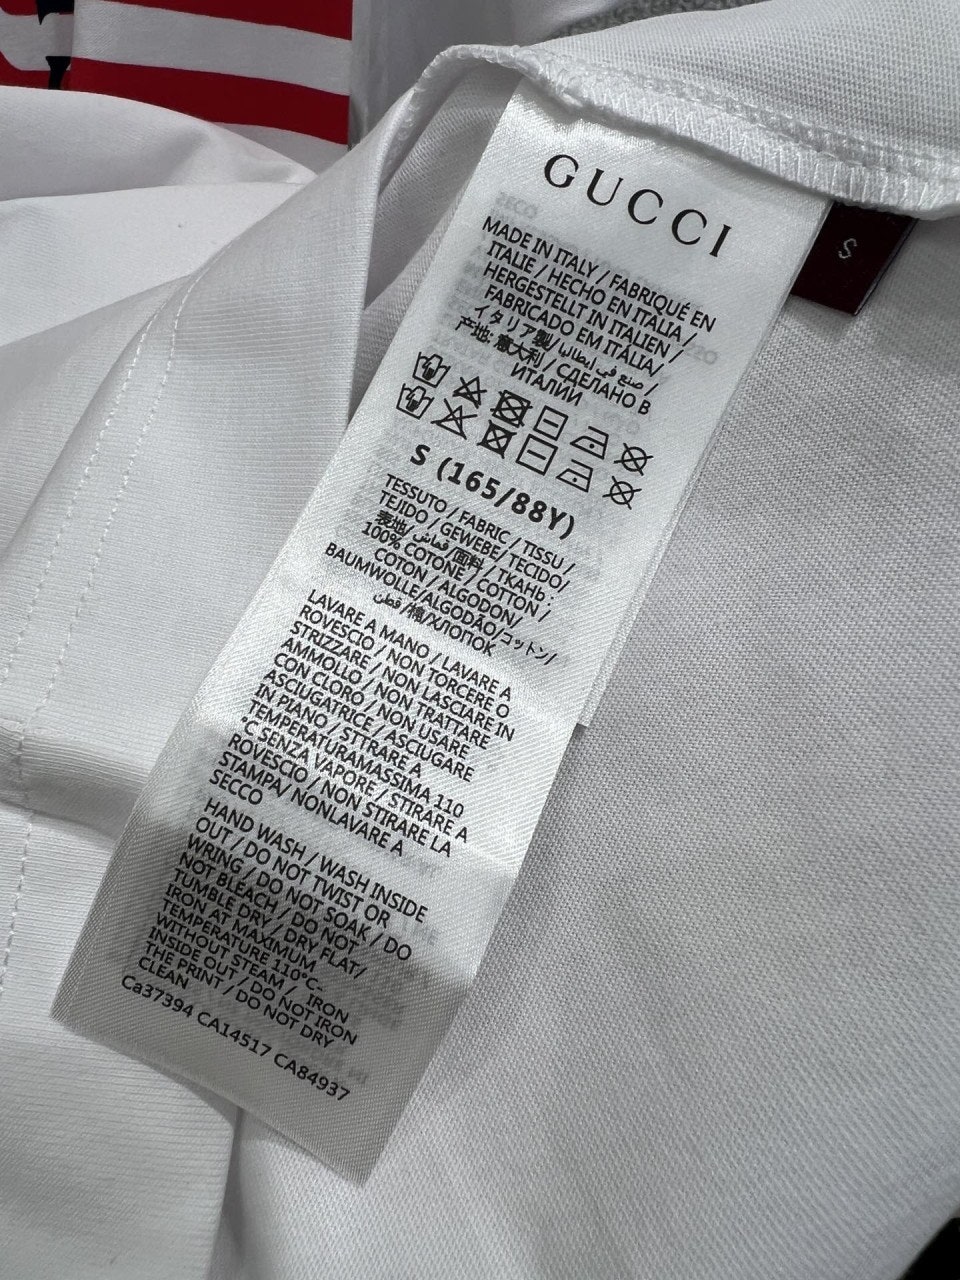 GUCCI
S
MADE IN ITALY / FABRIQUÉ EN
ITALIE / HECHO EN ITALIA /
HERGESTELLT IN ITALIEN /
FABRICADO EM ITÁLIA/
イタリア製/صنع في إيطاليا /
产地: 意大利 / СДЕЛАНО В
ИТАЛИИ
S (165/88Y)
TESSUTO / FABRIC / TISSU /
TEJIDO / GEWEBE/ TECIDO/
表地/ قماش/面料 / ТКАНЬ :
100% COTONE / COTTON /
COTON / ALGODON/
BAUMWOLLE/ALGODÃO/コットン/
قطن /棉/ХЛОПОК
LAVARE A MANO / LAVARE A
ROVESCIO / NON TORCERE O
STRIZZARE / NON LASCIARE IN
AMMOLLO / NON TRATTARE
CON CLORO / NON USARE
ASCIUGATRICE / ASCIUGARE
IN PIANO / STIRARE A
TEMPERATURAMASSIMA 110
°C SENZA VAPORE / STIRARE A
ROVESCIO / NON STIRARE LA
STAMPA/ NONLAVARE A
SECCO
HAND WASH / WASH INSIDE
OUT / DO NOT TWIST OR
WRING / DO NOT SOAK / DO
NOT BLEACH / DO NOT
TUMBLE DRY / DRY FLAT/
IRON AT MAXIMUM
TEMPERATURE 110°C-
WITHOUT STEAM / IRON
INSIDE OUT / DO NOT IRON
THE PRINT / DO NOT DRY
CLEAN
Ca37394 CA14517 CA84937